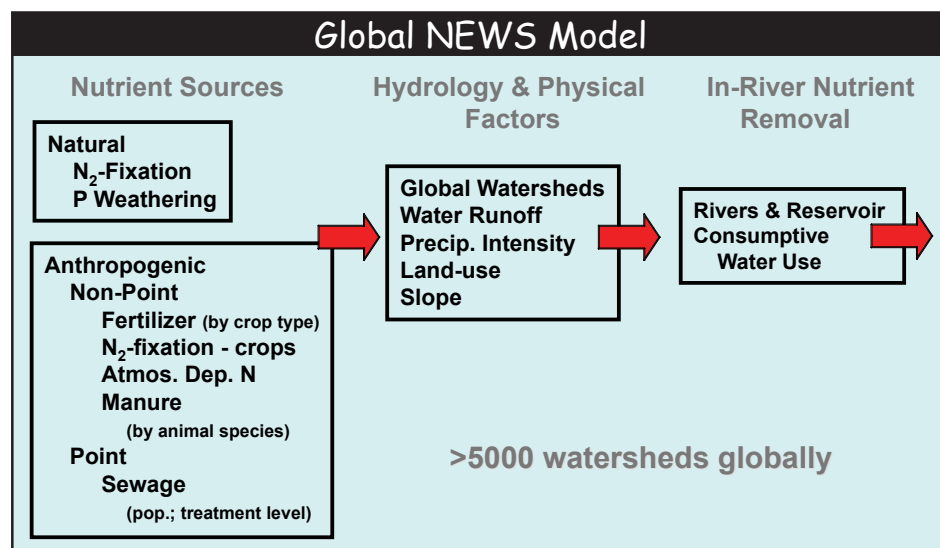 Global NEWS Model
Nutrient Sources
Natural
N₂-Fixation
P Weathering
Anthropogenic
Non-Point
Fertilizer (by crop type)
N₂-fixation - crops
Atmos. Dep. N
Manure
(by animal species)
Point
Sewage
(pop.; treatment level)
Hydrology & Physical
Factors
Global Watersheds
Water Runoff
Precip. Intensity
Land-use
Slope
In-River Nutrient
Removal
Rivers & Reservoir
Consumptive
Water Use
>5000 watersheds globally